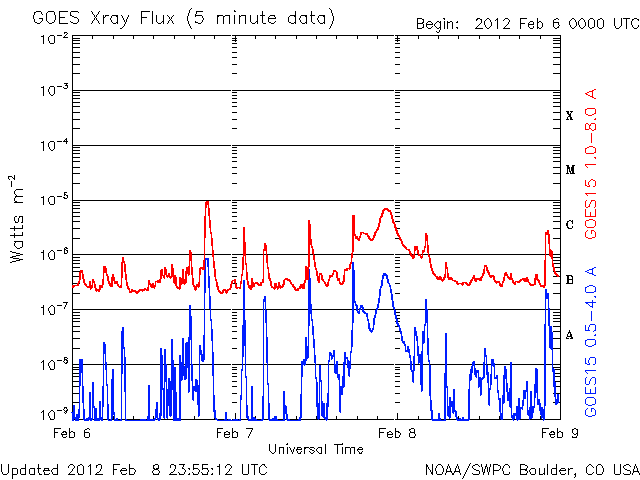 GOES Xray Flux (5 minute data)
Begin: 2012 Feb 6 0000 UTC
10-2
10-3
10-4
10-5
10-6
10-7
10-8
10-9
Watts m-2
X
M
C
B
A
GOES15 1.0-8.0 A
GOES15 0.5-4.0 A
Feb 6
Feb 7
Feb 8
Feb 9
Universal Time
Updated 2012 Feb 8 23:55:12 UTC
NOAA/SWPC Boulder, CO USA